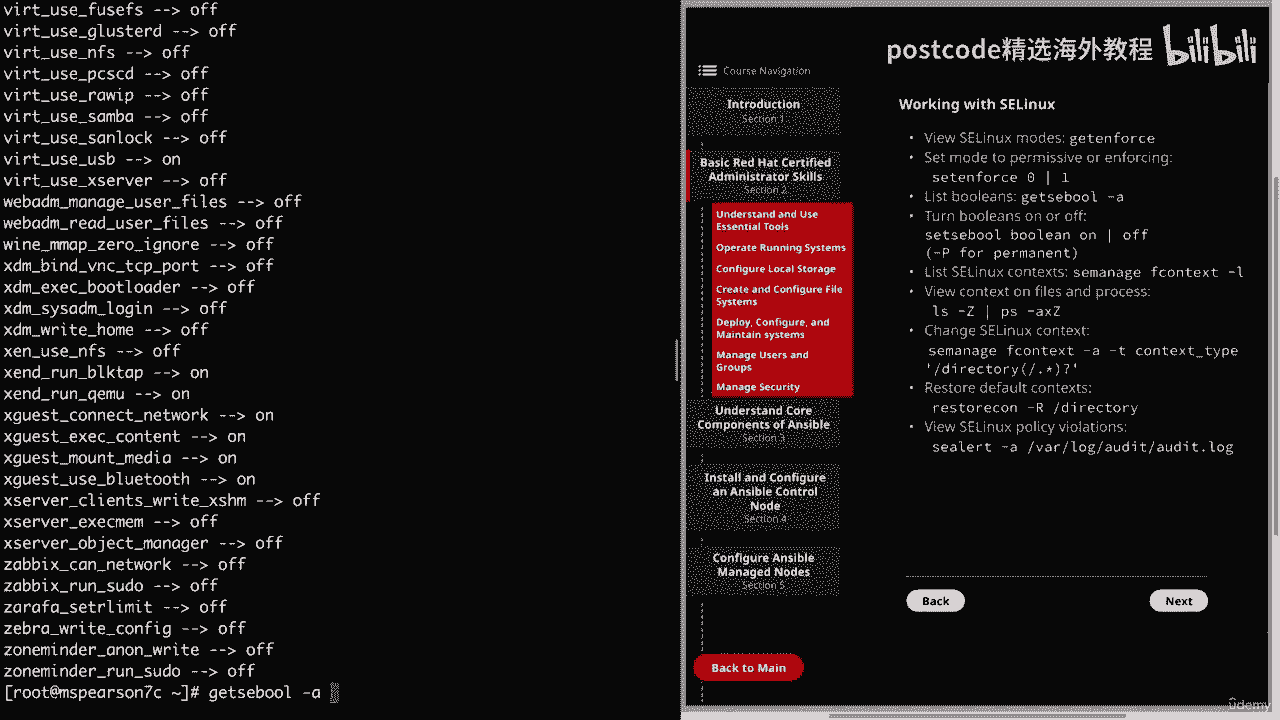 virt_use_fusefs --> off
virt_use_glusterd --> off
virt_use_nfs --> off
virt_use_pcscd --> off
virt_use_rawip --> off
virt_use_samba --> off
virt_use_sanlock --> off
virt_use_usb --> on
virt_use_xserver --> off
webadm_manage_user_files --> off
webadm_read_user_files --> off
wine_mmap_zero_ignore --> off
xdm_bind_vnc_tcp_port --> off
xdm_exec_bootloader --> off
xdm_sysadm_login --> off
xdm_write_home --> off
xen_use_nfs --> off
xend_run_blktap --> on
xend_run_qemu --> on
xguest_connect_network --> on
xguest_exec_content --> on
xguest_mount_media --> on
xguest_use_bluetooth --> on
xserver_clients_write_xshm --> off
xserver_execmem --> off
xserver_object_manager --> off
zabbix_can_network --> off
zabbix_run_sudo --> off
zarafa_setrlimit --> off
zebra_write_config --> off
zoneminder_anon_write --> off
zoneminder_run_sudo --> off
[root@mspearson7c ~]# getsebool -a
postcode精选海外教程 bilibili
Course Navigation
Introduction
Section 1
Basic Red Hat Certified
Administrator Skills
Section 2
Understand and Use
Essential Tools
Operate Running Systems
Configure Local Storage
Create and Configure File
Systems
Deploy, Configure, and
Maintain systems
Manage Users and
Groups
Manage Security
Understand Core
Components of Ansible
Section 3
Install and Configure
an Ansible Control
Node
Section 4
Configure Ansible
Managed Nodes
Section 5
Back to Main
Working with SELinux
• View SELinux modes: getenforce
• Set mode to permissive or enforcing:
setenforce 0 | 1
• List booleans: getsebool -a
• Turn booleans on or off:
setsebool boolean on | off
(-P for permanent)
• List SELinux contexts: semanage fcontext -l
• View context on files and process:
ls -Z | ps -axZ
• Change SELinux context:
semanage fcontext -a -t context_type
'/directory(/.*)?'
• Restore default contexts:
restorecon -R /directory
• View SELinux policy violations:
sealert -a /var/log/audit/audit.log
Back
Next
ûdemy